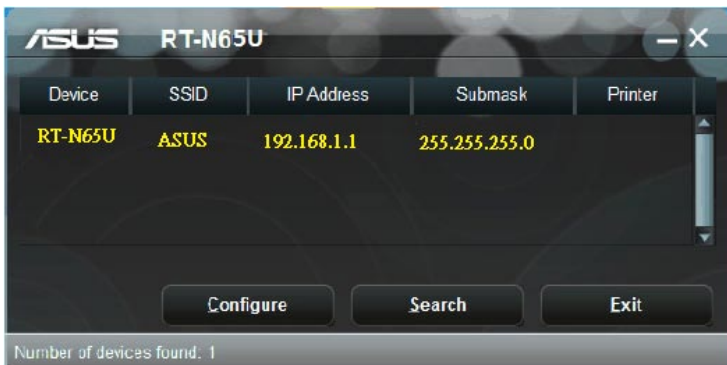 ASUS RT-N65U
Device SSID IP Address Submask Printer
RT-N65U ASUS 192.168.1.1 255.255.255.0
Configure Search Exit
Number of devices found: 1